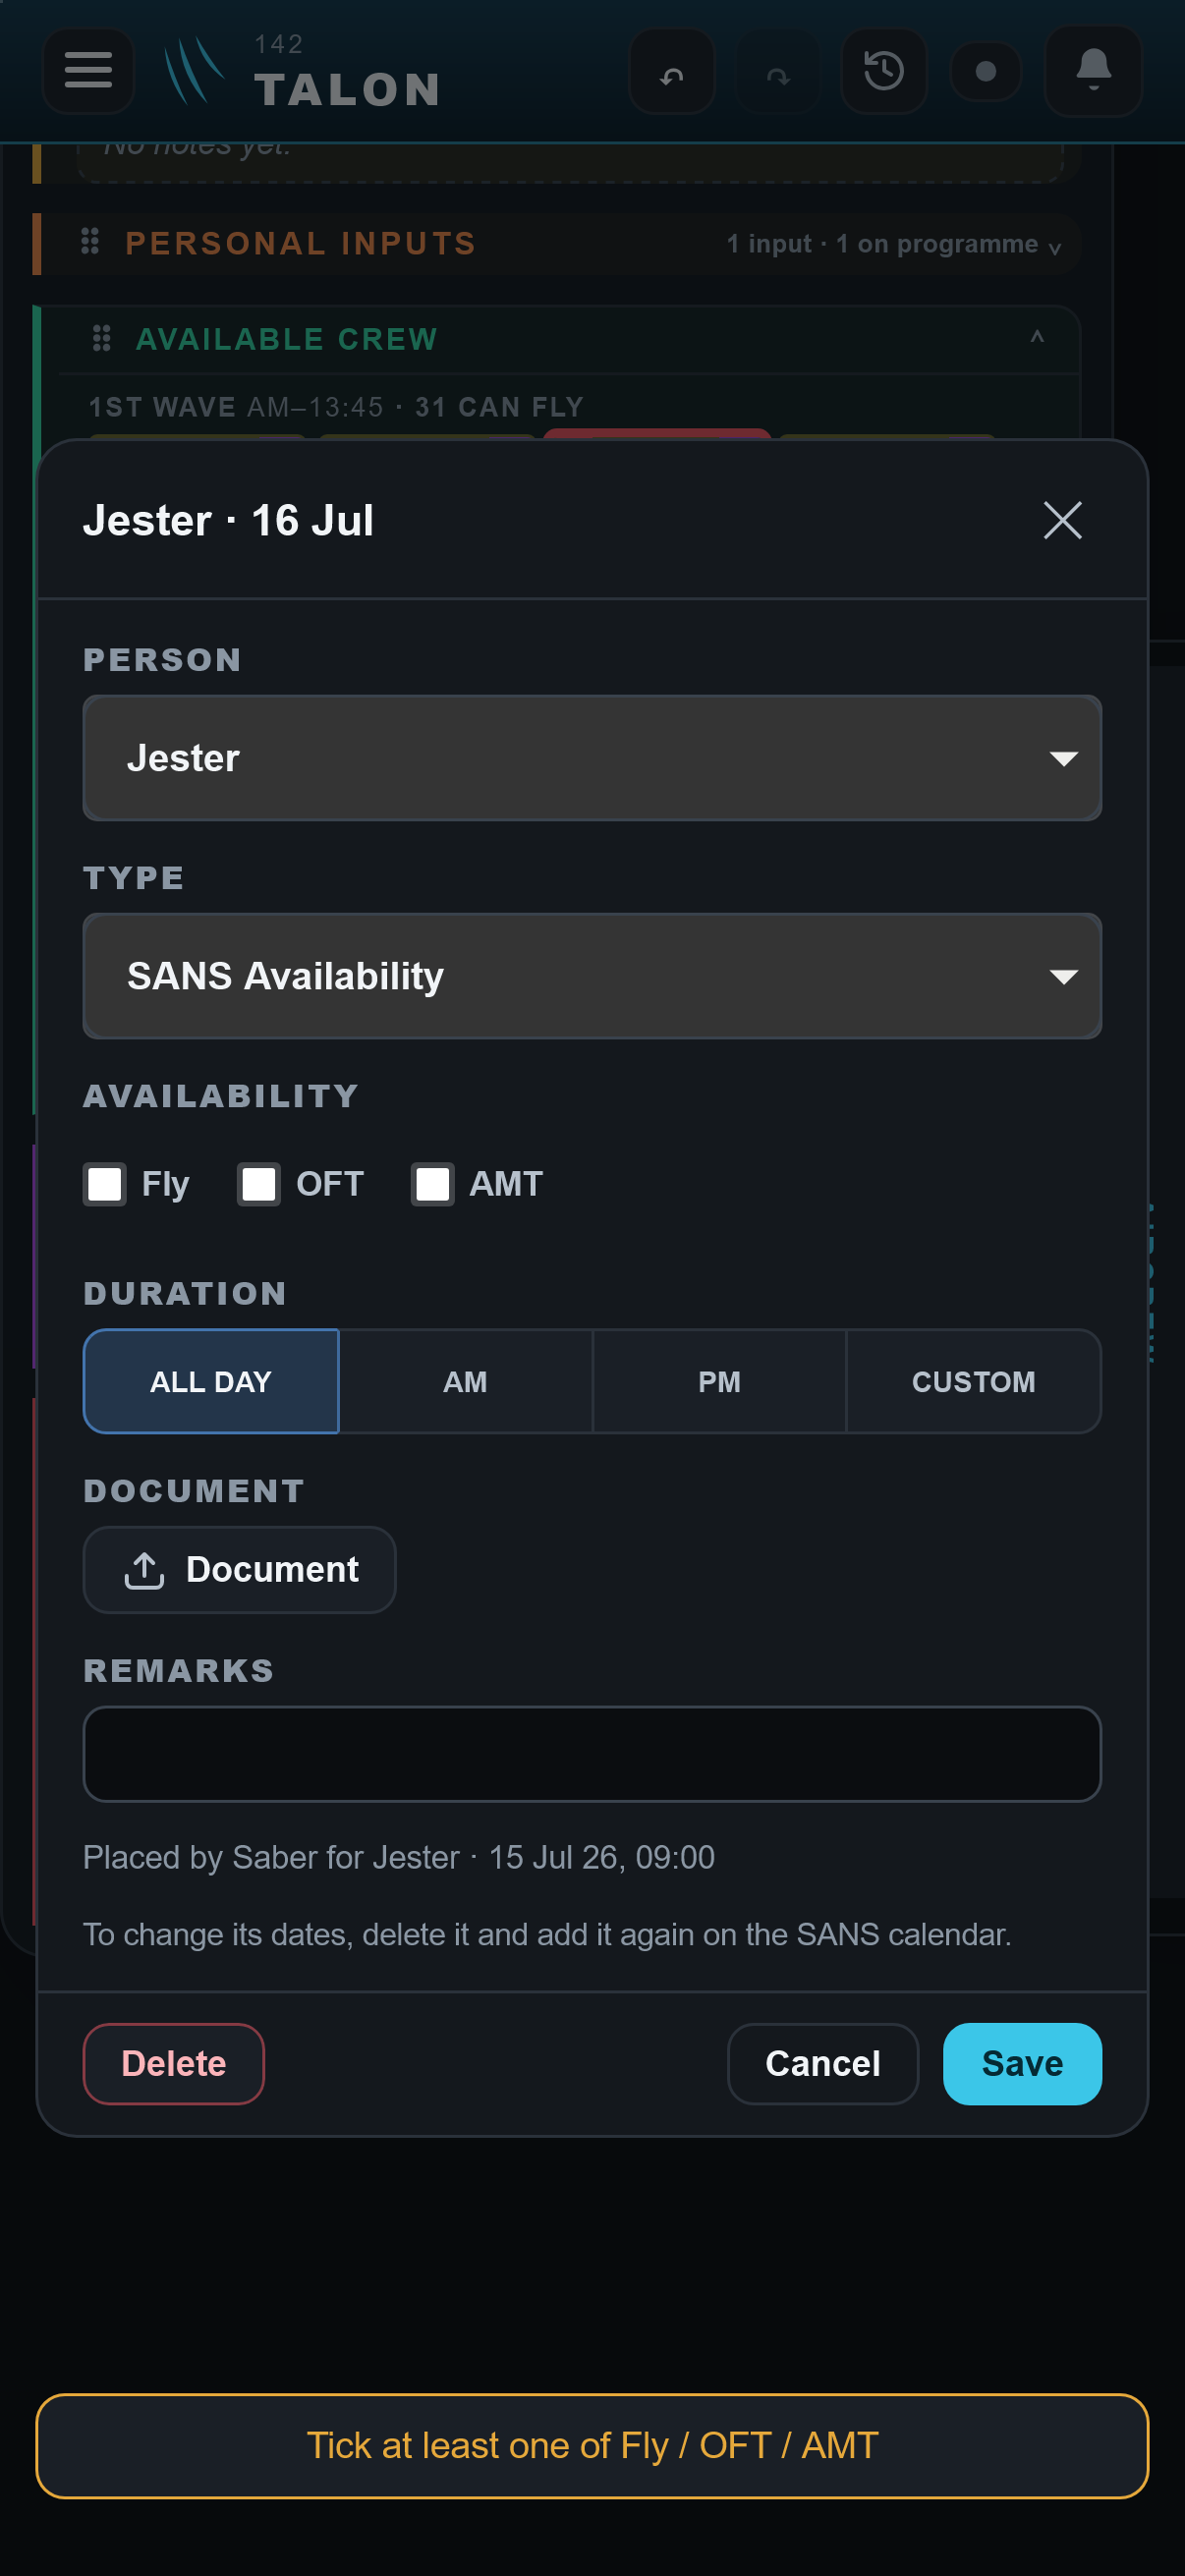 142
TALON
No notes yet.
PERSONAL INPUTS
1 input · 1 on programme
AVAILABLE CREW
1ST WAVE AM–13:45 · 31 CAN FLY
Jester · 16 Jul
PERSON
Jester
TYPE
SANS Availability
AVAILABILITY
Fly OFT AMT
DURATION
ALL DAY AM PM CUSTOM
DOCUMENT
Document
REMARKS
Placed by Saber for Jester · 15 Jul 26, 09:00
To change its dates, delete it and add it again on the SANS calendar.
Delete Cancel Save
Tick at least one of Fly / OFT / AMT